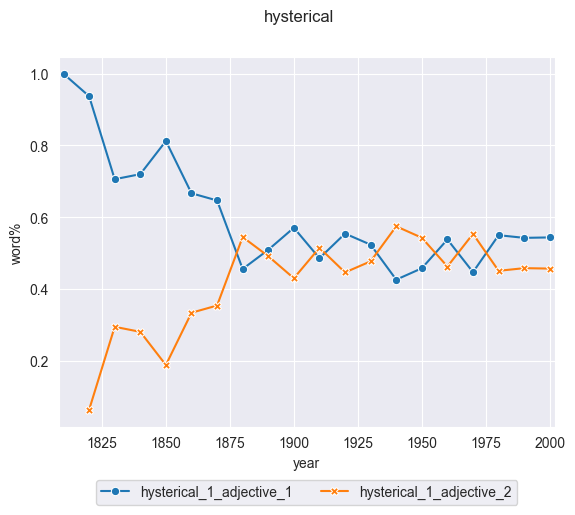 hysterical
1.0
0.8
0.6
0.4
0.2
word%
1825 1850 1875 1900 1925 1950 1975 2000
year
hysterical_1_adjective_1 hysterical_1_adjective_2